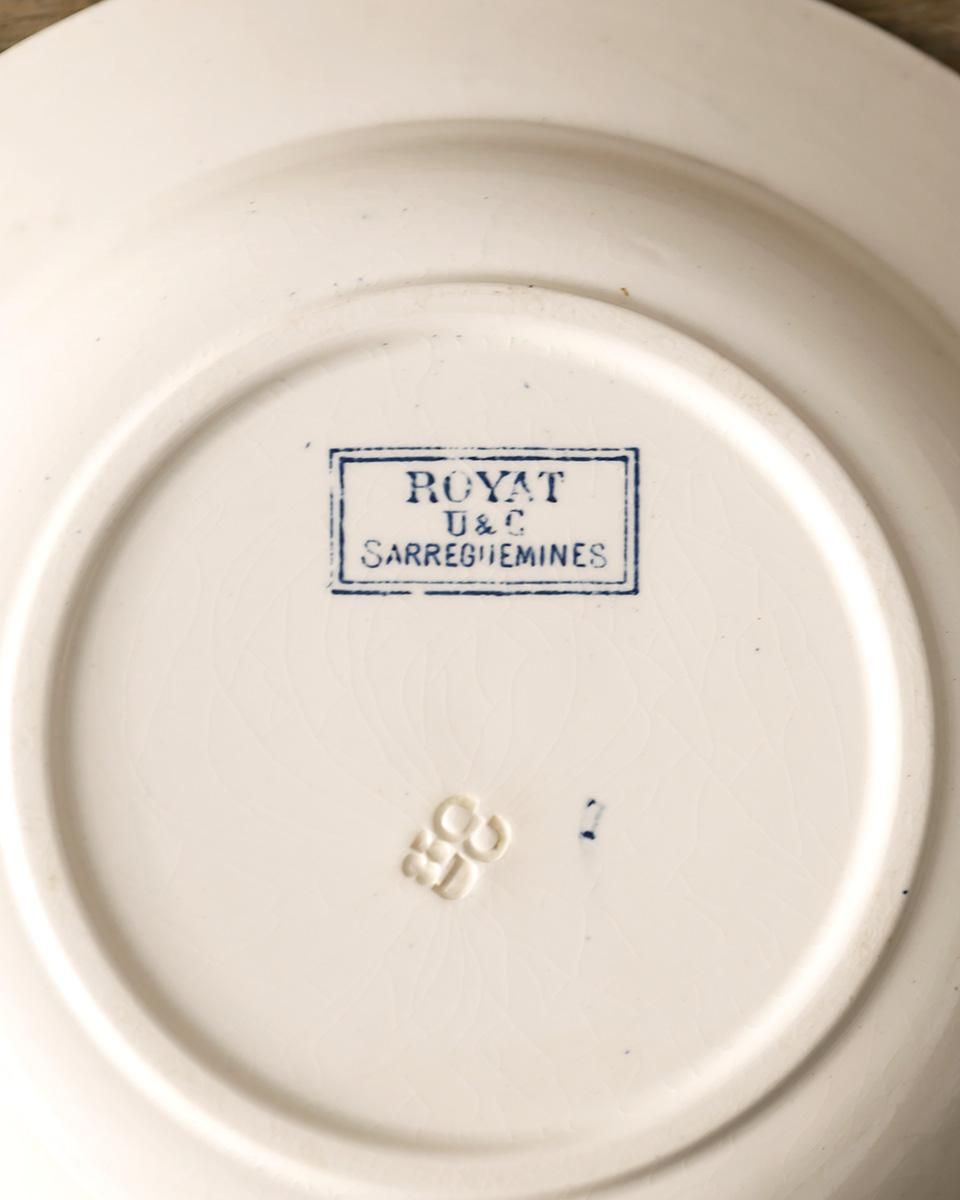 ROYAT
U & C
SARREGUEMINES